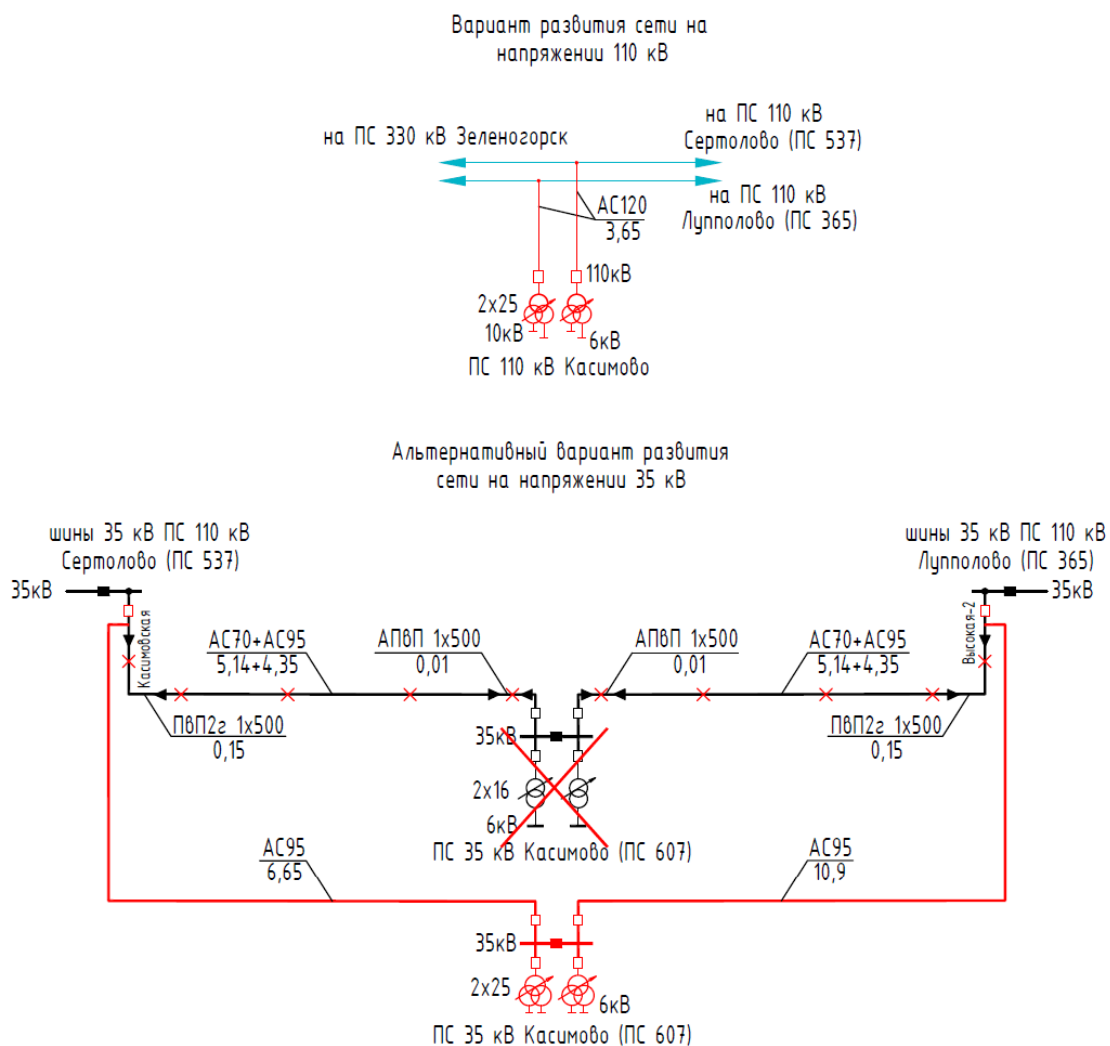 Вариант развития сети на
напряжении 110 кВ
на ПС 330 кВ Зеленогорск
на ПС 110 кВ
Сертолово (ПС 537)
на ПС 110 кВ
Лупполово (ПС 365)
АС120
3,65
110кВ
2х25
10кВ
6кВ
ПС 110 кВ Касимово
Альтернативный вариант развития
сети на напряжении 35 кВ
шины 35 кВ ПС 110 кВ
Сертолово (ПС 537)
шины 35 кВ ПС 110 кВ
Лупполово (ПС 365)
35кВ
35кВ
Касимовская
Высокая-2
АС70+АС95
5,14+4,35
АПвП 1х500
0,01
АПвП 1х500
0,01
АС70+АС95
5,14+4,35
ПвП2г 1х500
0,15
ПвП2г 1х500
0,15
35кВ
2х16
6кВ
ПС 35 кВ Касимово (ПС 607)
АС95
6,65
АС95
10,9
35кВ
2х25
6кВ
ПС 35 кВ Касимово (ПС 607)